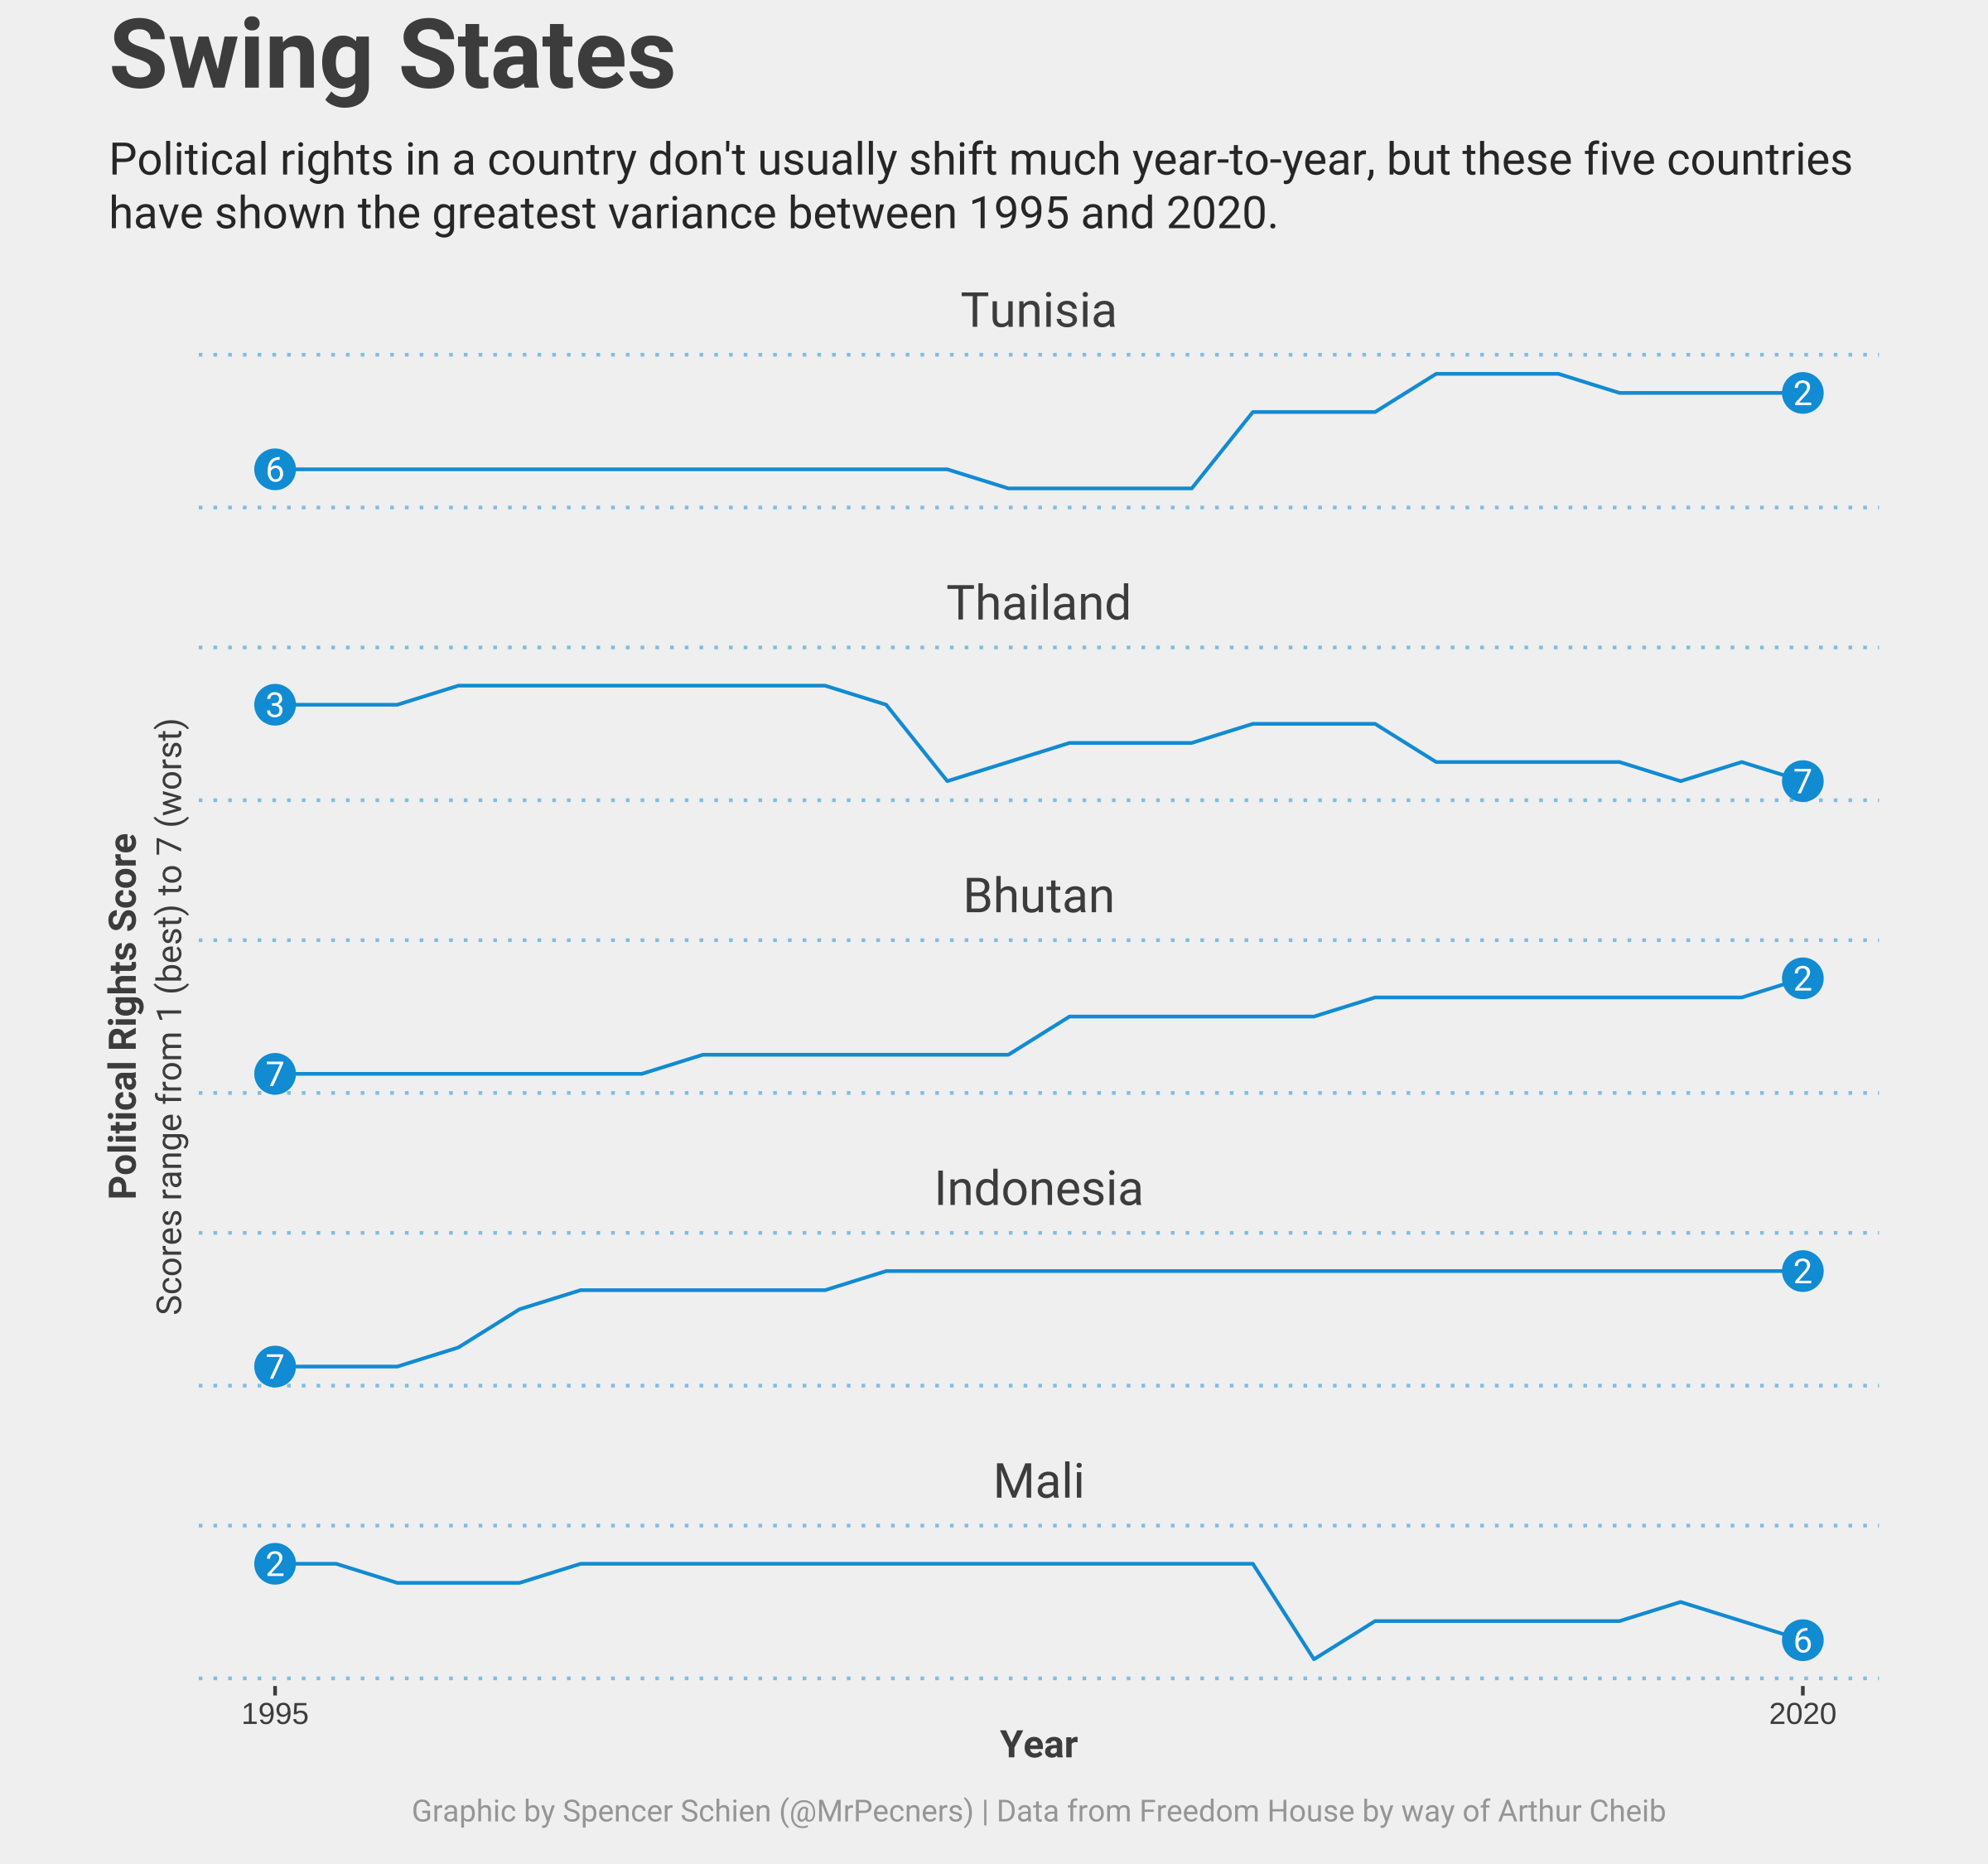 Swing States
Political rights in a country don't usually shift much year-to-year, but these five countries
have shown the greatest variance between 1995 and 2020.
Political Rights Score
Scores range from 1 (best) to 7 (worst)
Tunisia
6
2
Thailand
3
7
Bhutan
7
2
Indonesia
7
2
Mali
2
6
1995
2020
Year
Graphic by Spencer Schien (@MrPecners) | Data from Freedom House by way of Arthur Cheib